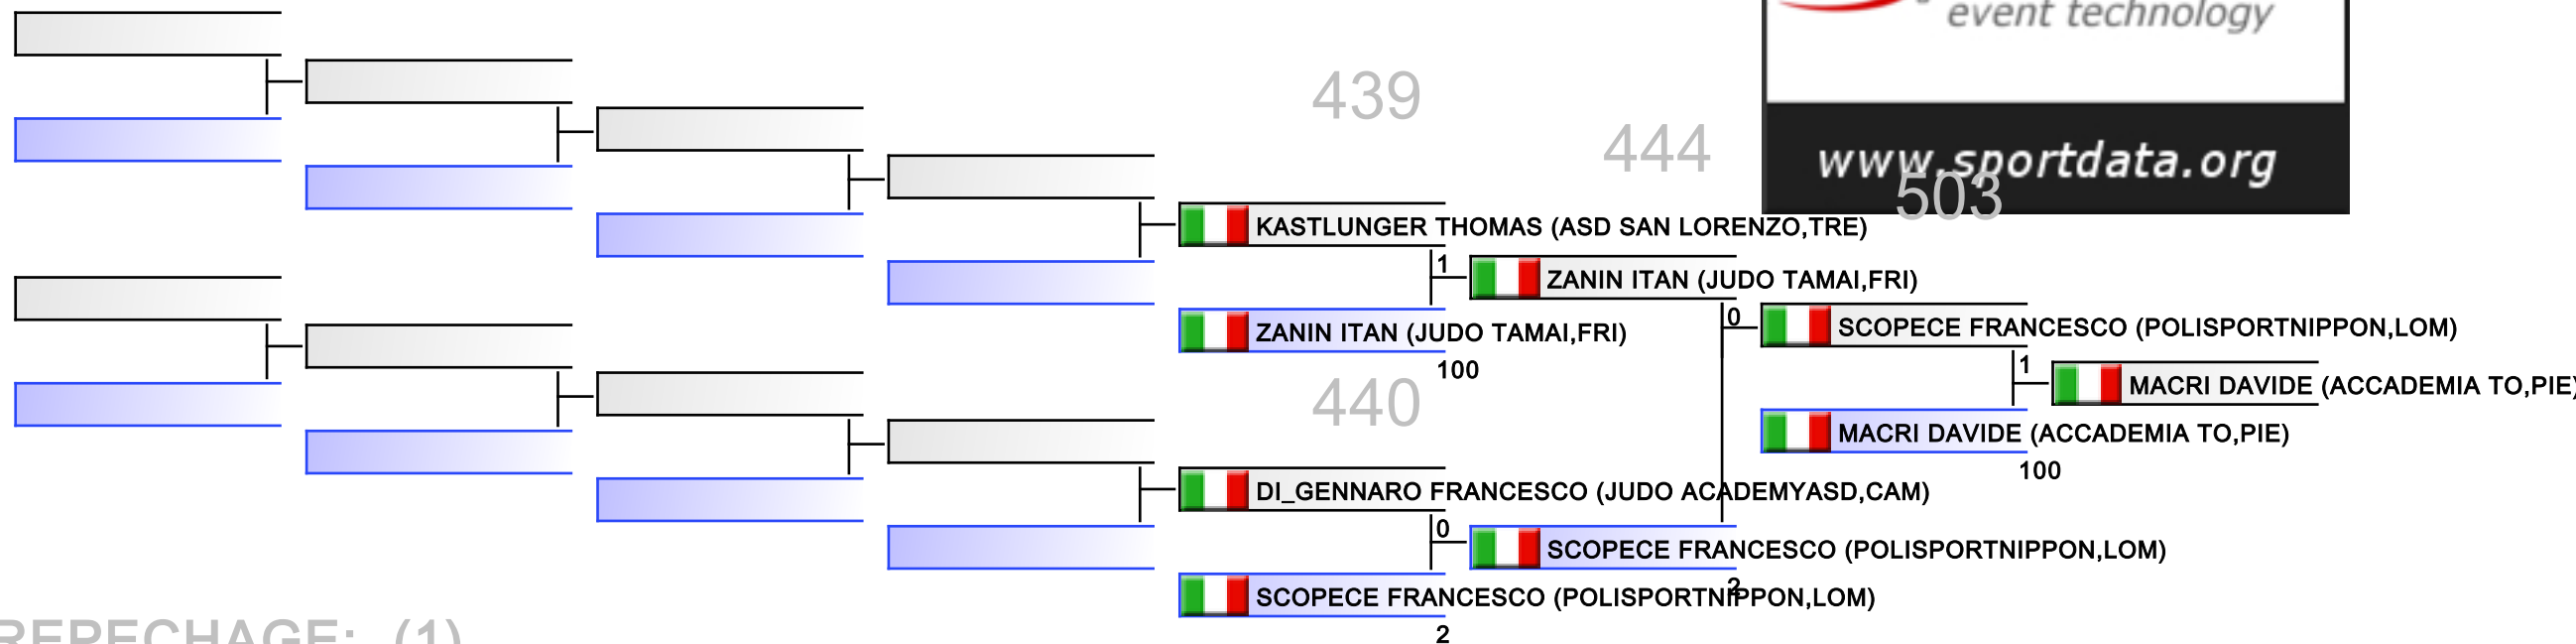 event technology
439
444
www.sportdata.org
503
KASTLUNGER THOMAS (ASD SAN LORENZO,TRE)
1
ZANIN ITAN (JUDO TAMAI,FRI)
0
SCOPECE FRANCESCO (POLISPORTNIPPON,LOM)
ZANIN ITAN (JUDO TAMAI,FRI)
100
1
MACRI DAVIDE (ACCADEMIA TO,PIE)
440
MACRI DAVIDE (ACCADEMIA TO,PIE)
100
DI_GENNARO FRANCESCO (JUDO ACADEMYASD,CAM)
0
SCOPECE FRANCESCO (POLISPORTNIPPON,LOM)
2
SCOPECE FRANCESCO (POLISPORTNIPPON,LOM)
2
REPECHAGE: (1)